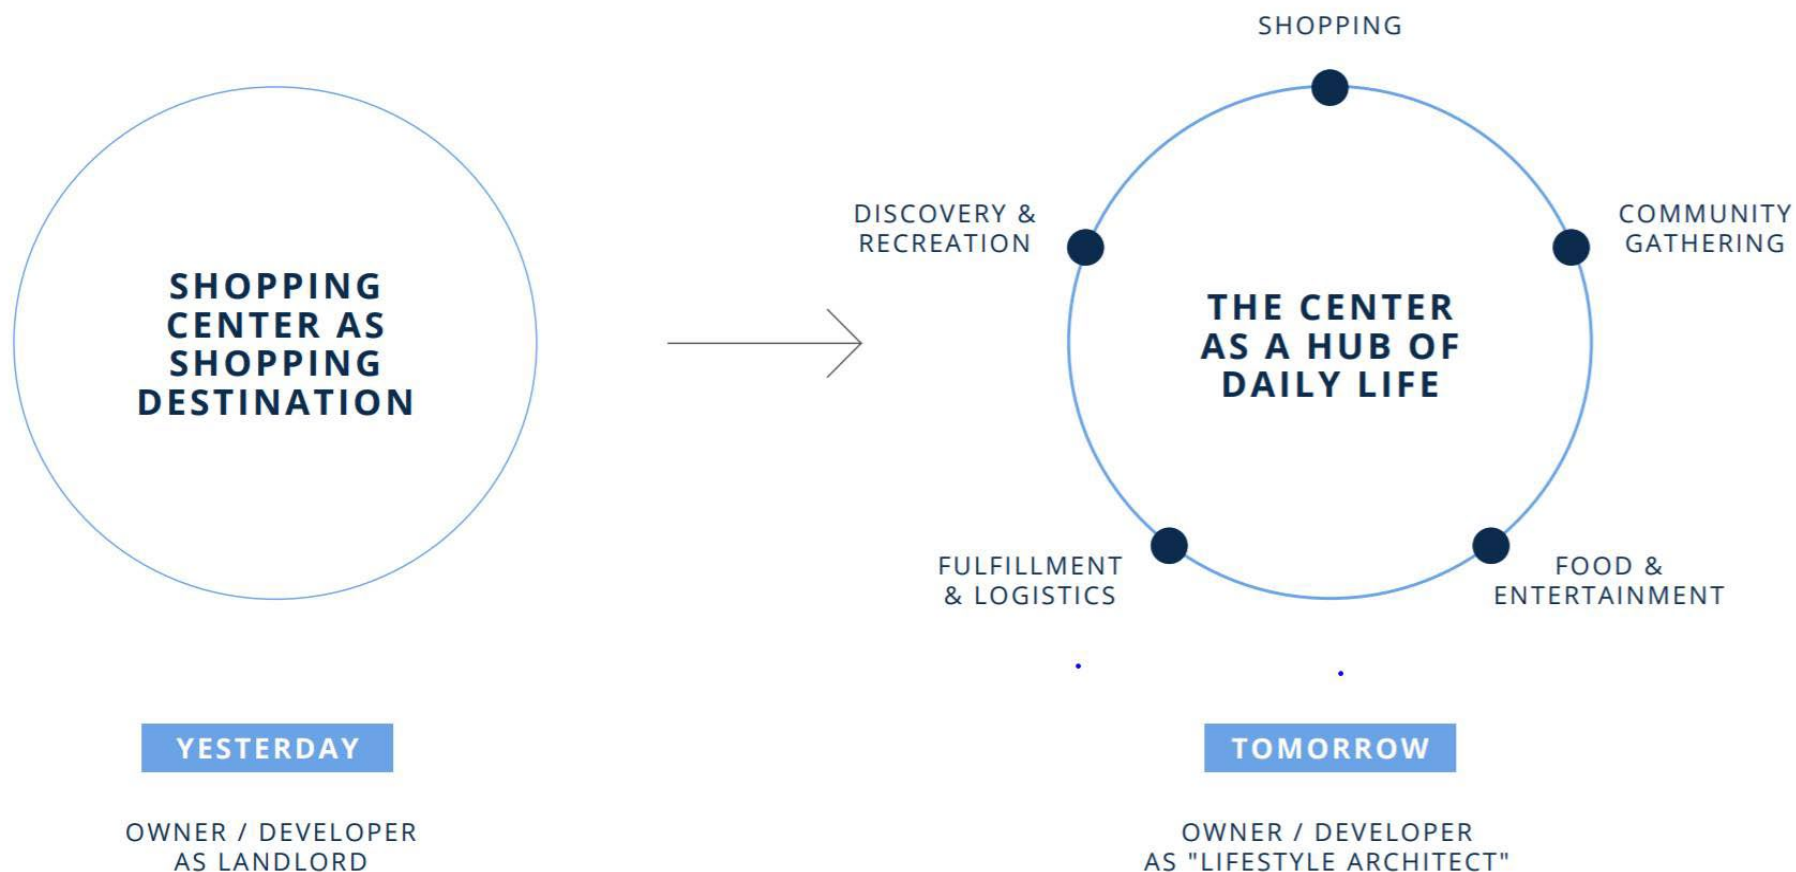 SHOPPING
CENTER AS
SHOPPING
DESTINATION
YESTERDAY
OWNER / DEVELOPER
AS LANDLORD
SHOPPING
DISCOVERY &
RECREATION
COMMUNITY
GATHERING
THE CENTER
AS A HUB OF
DAILY LIFE
FULFILLMENT
& LOGISTICS
FOOD &
ENTERTAINMENT
TOMORROW
OWNER / DEVELOPER
AS "LIFESTYLE ARCHITECT"